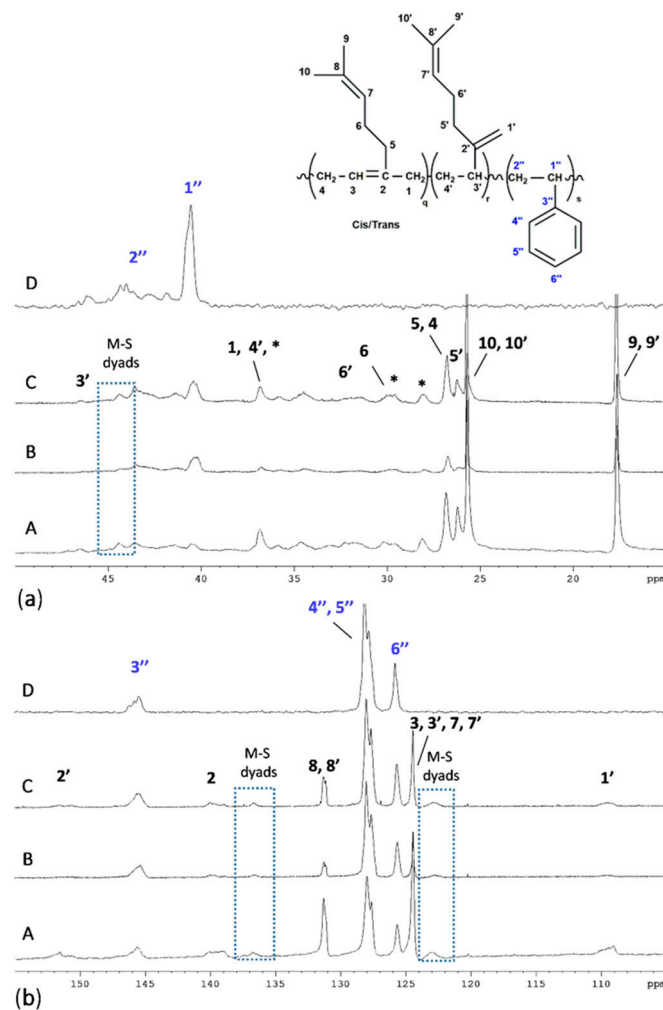 10' 9'
8'
9
10 8 7'
7 6'
6 5' 1'
5 2' 2'' 1''
CH₂ CH₂ CH₂ CH CH₂ CH
4 3 2 1 q 4' 3' r 3'' s
Cis/Trans 4''
5''
6''
1''
2''
D
M-S
dyads
3'
1, 4', *
6'
6
*
*
5, 4
5'
10, 10'
9, 9'
C
B
A
45 40 35 30 25 20 ppm
(a)
4'', 5''
3''
6''
D
3, 3', 7, 7'
2'
2
M-S
dyads
8, 8'
M-S
dyads
1'
C
B
A
150 145 140 135 130 125 120 115 110 ppm
(b)